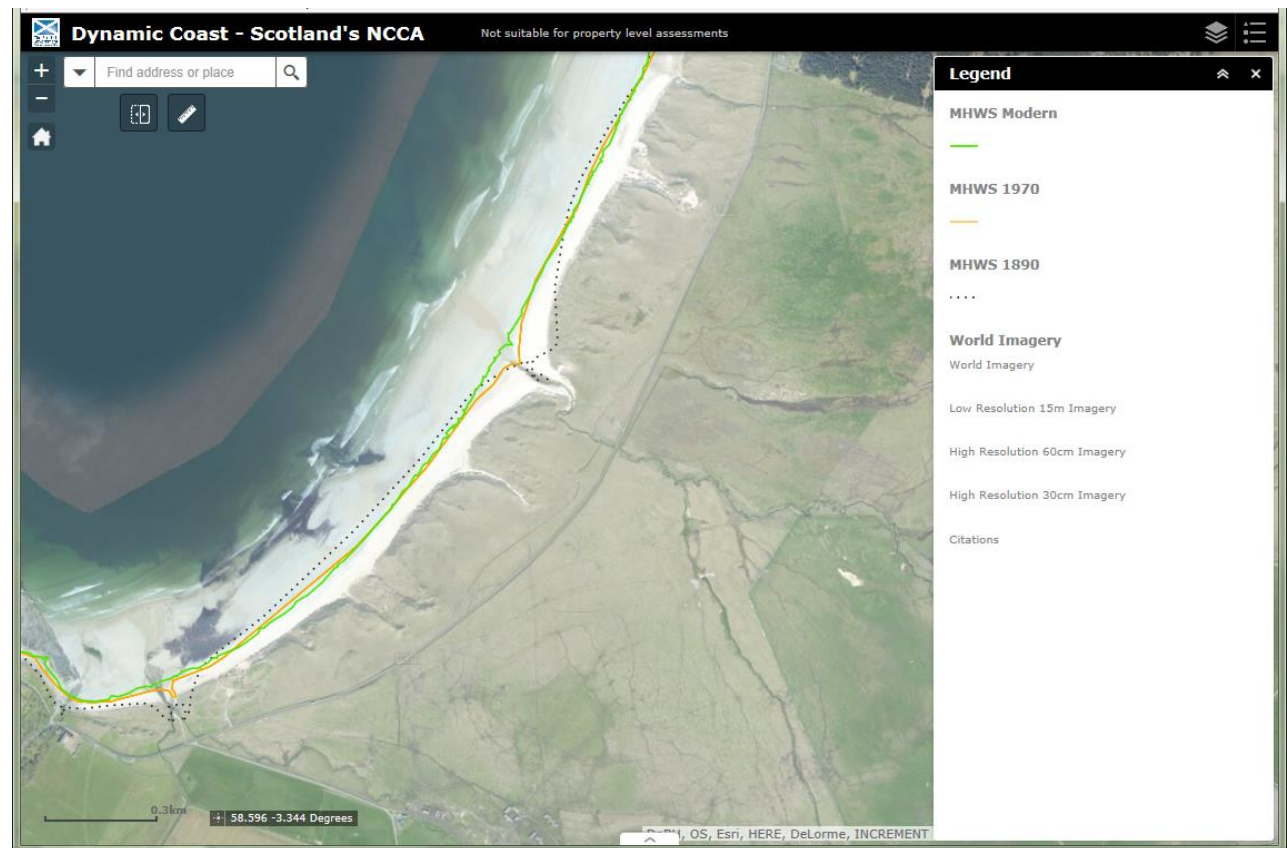 Dynamic Coast - Scotland's NCCA
Not suitable for property level assessments
+
Find address or place
−
Legend
MHWS Modern
MHWS 1970
MHWS 1890
World Imagery
World Imagery
Low Resolution 15m Imagery
High Resolution 60cm Imagery
High Resolution 30cm Imagery
Citations
0.3km
58.596 -3.344 Degrees
OS, Esri, HERE, DeLorme, INCREMENT